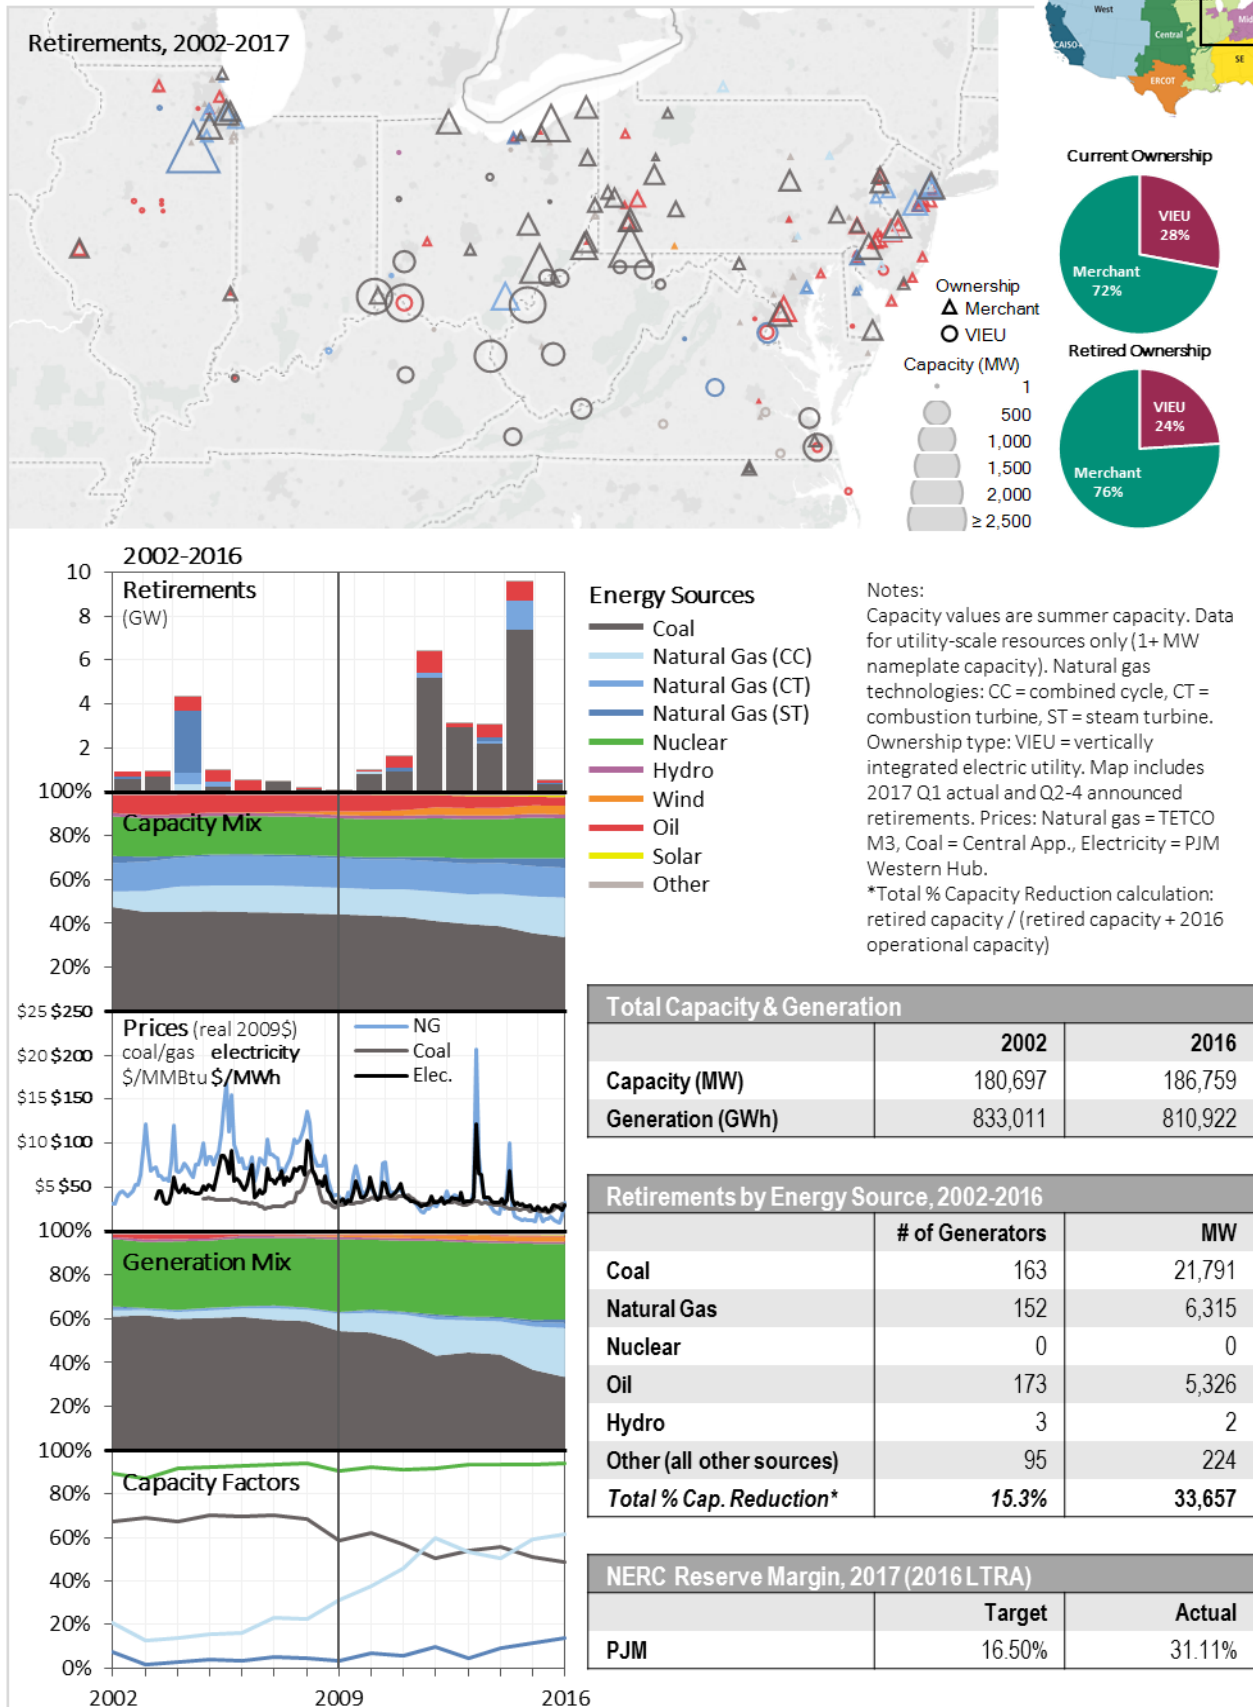 Retirements, 2002-2017
West
Central
Mid
CAISO+
SE
ERCOT
Current Ownership
VIEU
28%
Merchant
72%
Ownership
Merchant
VIEU
Retired Ownership
VIEU
24%
Merchant
76%
Capacity (MW)
1
500
1,000
1,500
2,000
≥ 2,500
2002-2016
Retirements
(GW)
10
8
6
4
2
Energy Sources
Coal
Natural Gas (CC)
Natural Gas (CT)
Natural Gas (ST)
Nuclear
Hydro
Wind
Oil
Solar
Other
Notes:
Capacity values are summer capacity. Data
for utility-scale resources only (1+ MW
nameplate capacity). Natural gas
technologies: CC = combined cycle, CT =
combustion turbine, ST = steam turbine.
Ownership type: VIEU = vertically
integrated electric utility. Map includes
2017 Q1 actual and Q2-4 announced
retirements. Prices: Natural gas = TETCO
M3, Coal = Central App., Electricity = PJM
Western Hub.
*Total % Capacity Reduction calculation:
retired capacity / (retired capacity + 2016
operational capacity)
Capacity Mix
100%
80%
60%
40%
20%
Prices (real 2009$)
coal/gas electricity
$/MMBtu $/MWh
NG
Coal
Elec.
$25 $250
$20 $200
$15 $150
$10 $100
$5 $50
Generation Mix
100%
80%
60%
40%
20%
Capacity Factors
100%
80%
60%
40%
20%
0%
2002 2009 2016
Total Capacity & Generation
2002 2016
Capacity (MW) 180,697 186,759
Generation (GWh) 833,011 810,922
Retirements by Energy Source, 2002-2016
# of Generators MW
Coal 163 21,791
Natural Gas 152 6,315
Nuclear 0 0
Oil 173 5,326
Hydro 3 2
Other (all other sources) 95 224
Total % Cap. Reduction* 15.3% 33,657
NERC Reserve Margin, 2017 (2016 LTRA)
Target Actual
PJM 16.50% 31.11%